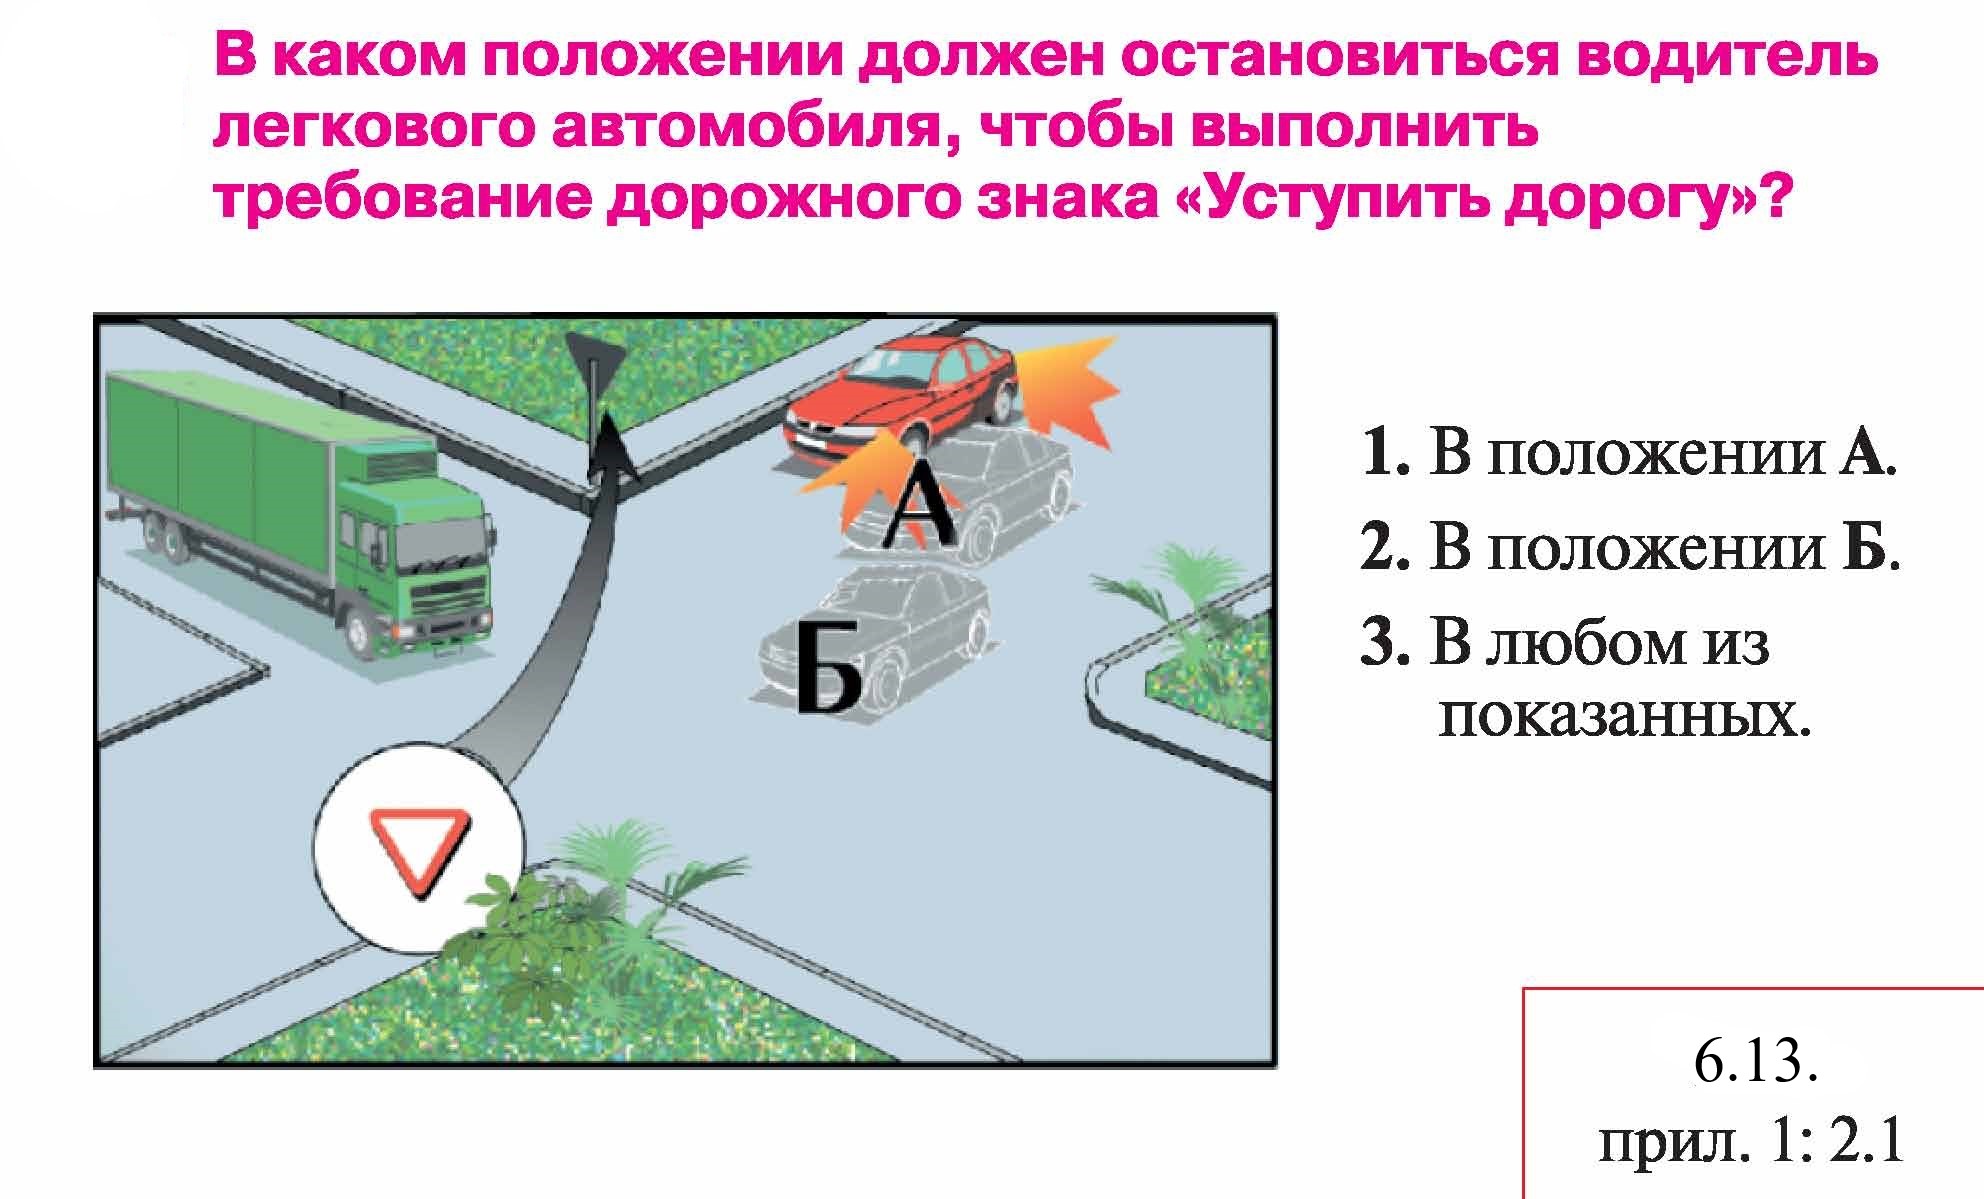 В каком положении должен остановиться водитель
легкового автомобиля, чтобы выполнить
требование дорожного знака «Уступить дорогу»?
А
Б
1. В положении А.
2. В положении Б.
3. В любом из
показанных.
6.13.
прил. 1: 2.1